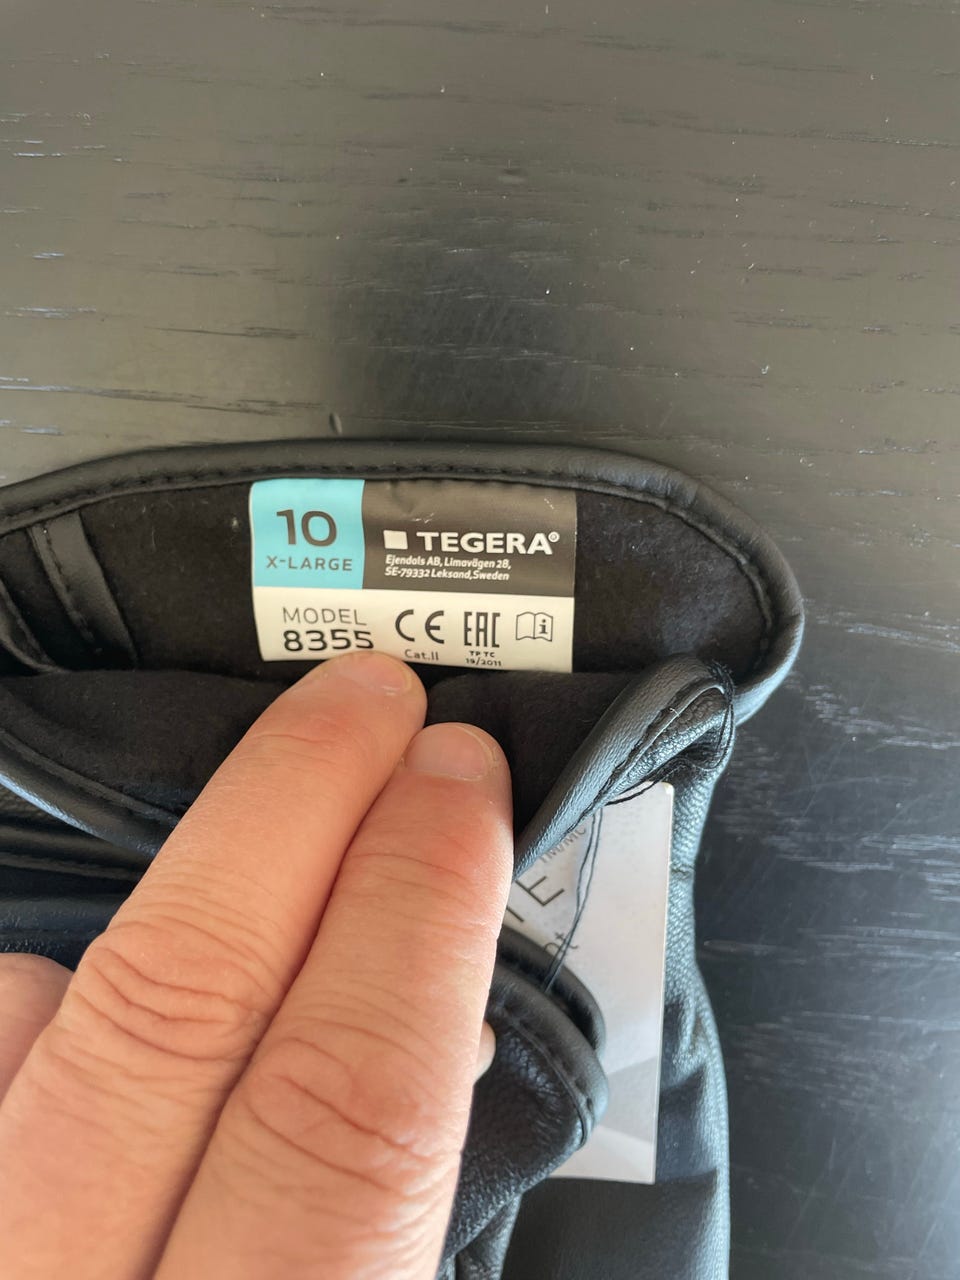 10
X-LARGE
TEGERA®
Ejendals AB, Limavägen 28,
SE-79332 Leksand, Sweden
MODEL
8355
CE
Cat.II
EAC
TP TC
19/2011
i